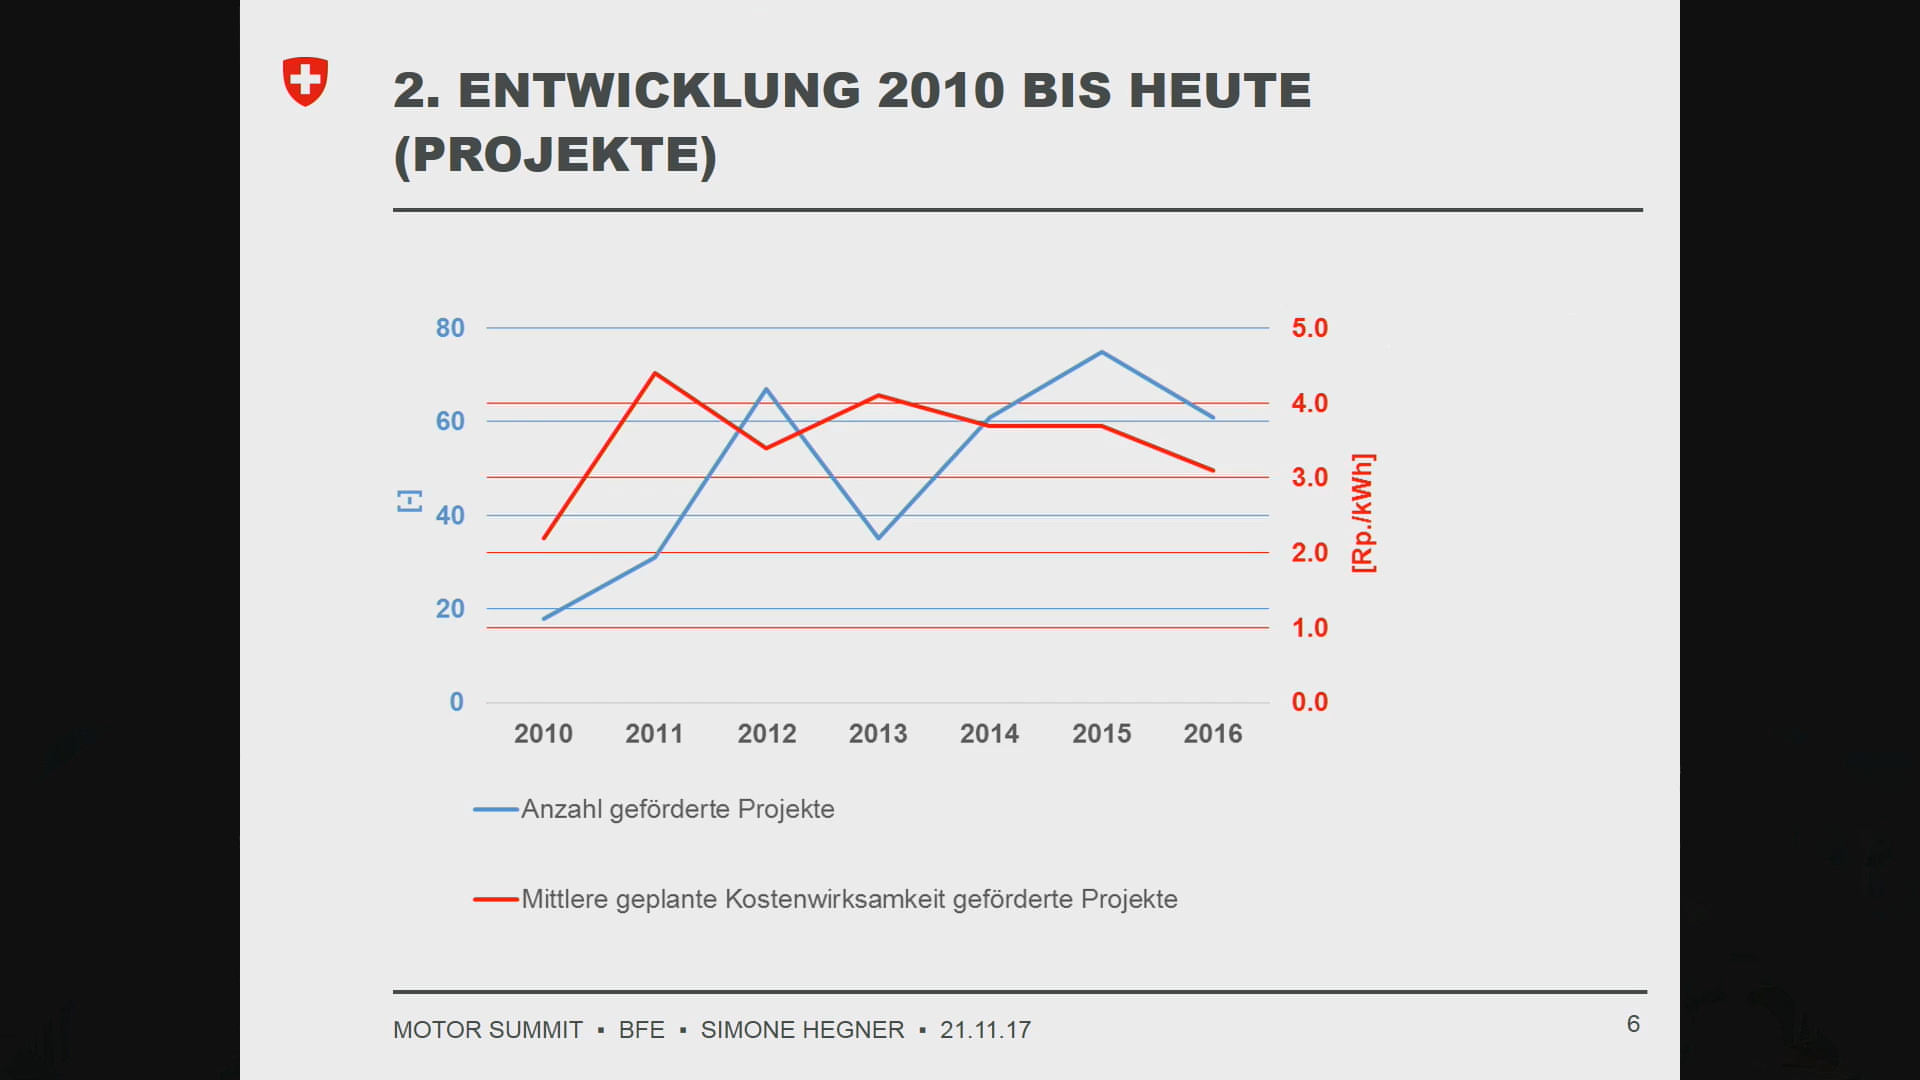 2. ENTWICKLUNG 2010 BIS HEUTE
(PROJEKTE)
80
60
40
20
0
[-]
5.0
4.0
3.0
2.0
1.0
0.0
[Rp./kWh]
2010 2011 2012 2013 2014 2015 2016
Anzahl geförderte Projekte
Mittlere geplante Kostenwirksamkeit geförderte Projekte
MOTOR SUMMIT ▪ BFE ▪ SIMONE HEGNER ▪ 21.11.17
6